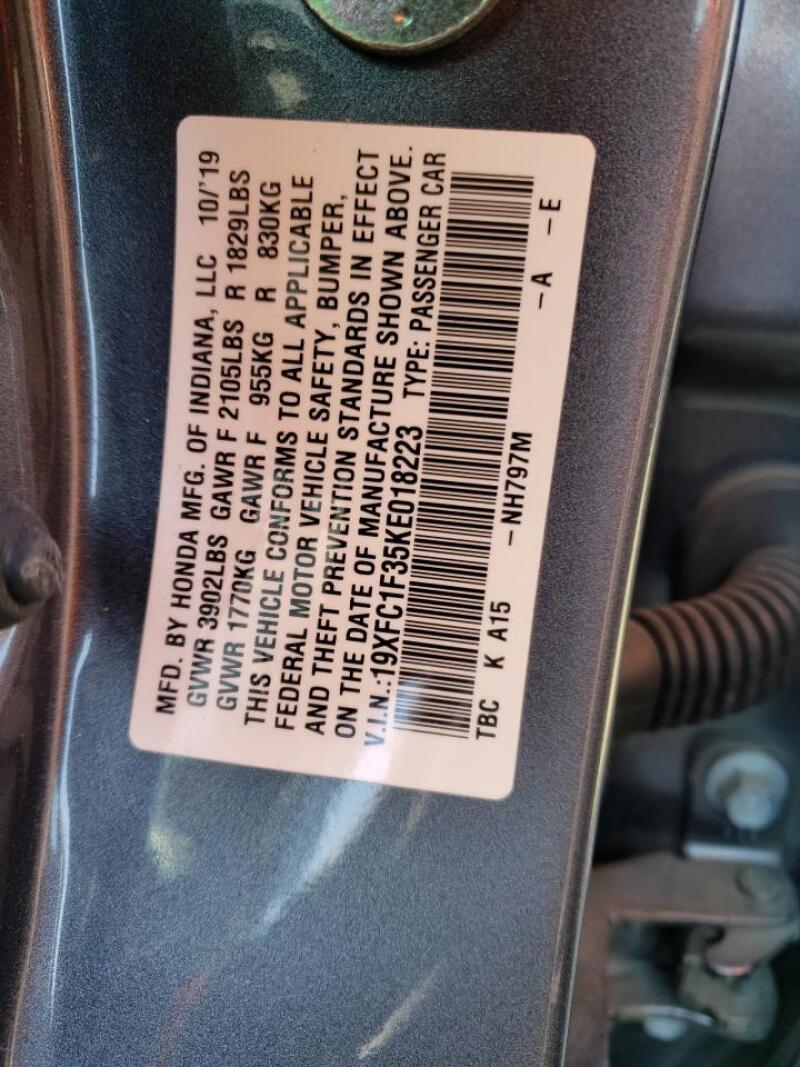 MFD. BY HONDA MFG. OF INDIANA, LLC 10/'19
GVWR 3902LBS GAWR F 2105LBS R 1829LBS
GVWR 1770KG GAWR F 955KG R 830KG
THIS VEHICLE CONFORMS TO ALL APPLICABLE
FEDERAL MOTOR VEHICLE SAFETY, BUMPER,
AND THEFT PREVENTION STANDARDS IN EFFECT
ON THE DATE OF MANUFACTURE SHOWN ABOVE.
V.I.N.:19XFC1F35KE018223 TYPE: PASSENGER CAR
TBC K A15 -NH797M -A -E